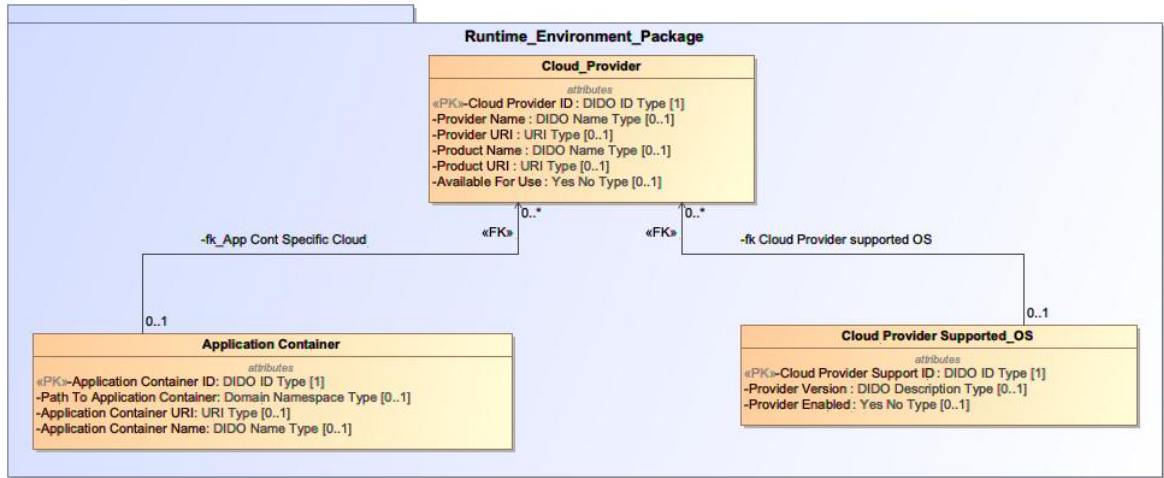 Runtime_Environment_Package
Cloud_Provider
attributes
«PK»-Cloud Provider ID : DIDO ID Type [1]
-Provider Name : DIDO Name Type [0..1]
-Provider URI : URI Type [0..1]
-Product Name : DIDO Name Type [0..1]
-Product URI : URI Type [0..1]
-Available For Use : Yes No Type [0..1]
0..*
0..*
«FK»
«FK»
-fk_App Cont Specific Cloud
-fk Cloud Provider supported OS
0..1
0..1
Application Container
attributes
«PK»-Application Container ID: DIDO ID Type [1]
-Path To Application Container: Domain Namespace Type [0..1]
-Application Container URI: URI Type [0..1]
-Application Container Name: DIDO Name Type [0..1]
Cloud Provider Supported_OS
attributes
«PK»-Cloud Provider Support ID : DIDO ID Type [1]
-Provider Version : DIDO Description Type [0..1]
-Provider Enabled : Yes No Type [0..1]